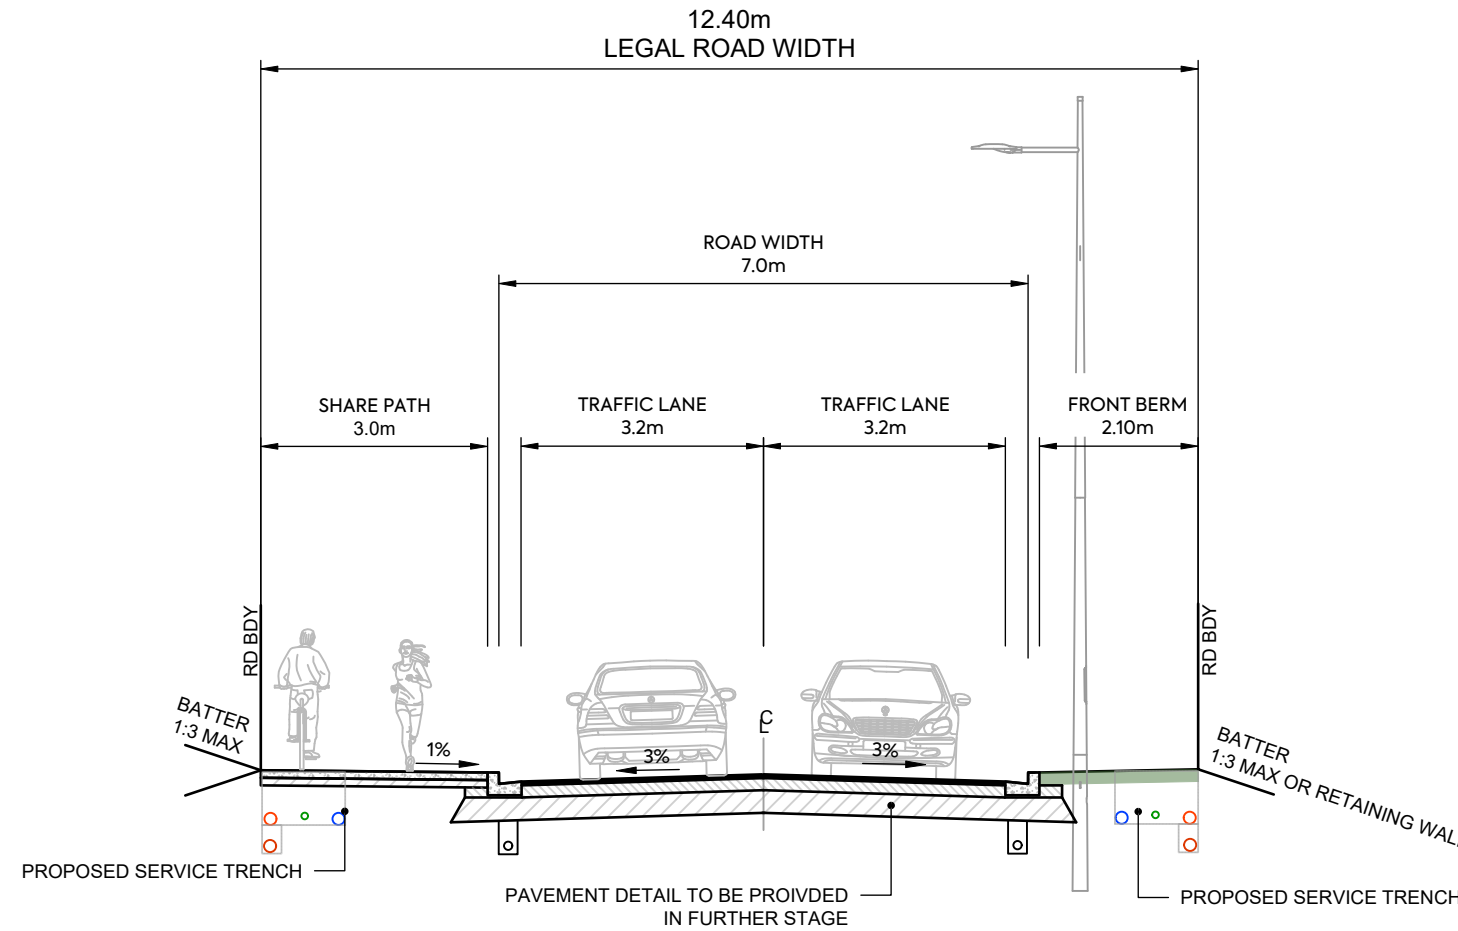 12.40m
LEGAL ROAD WIDTH
ROAD WIDTH
7.0m
SHARE PATH
3.0m
TRAFFIC LANE
3.2m
TRAFFIC LANE
3.2m
FRONT BERM
2.10m
RD BDY
RD BDY
BATTER
1:3 MAX
1%
3%
CL
3%
BATTER
1:3 MAX OR RETAINING
PROPOSED SERVICE TRENCH
PAVEMENT DETAIL TO BE PROIVDED
IN FURTHER STAGE
PROPOSED SERVICE TRENCH